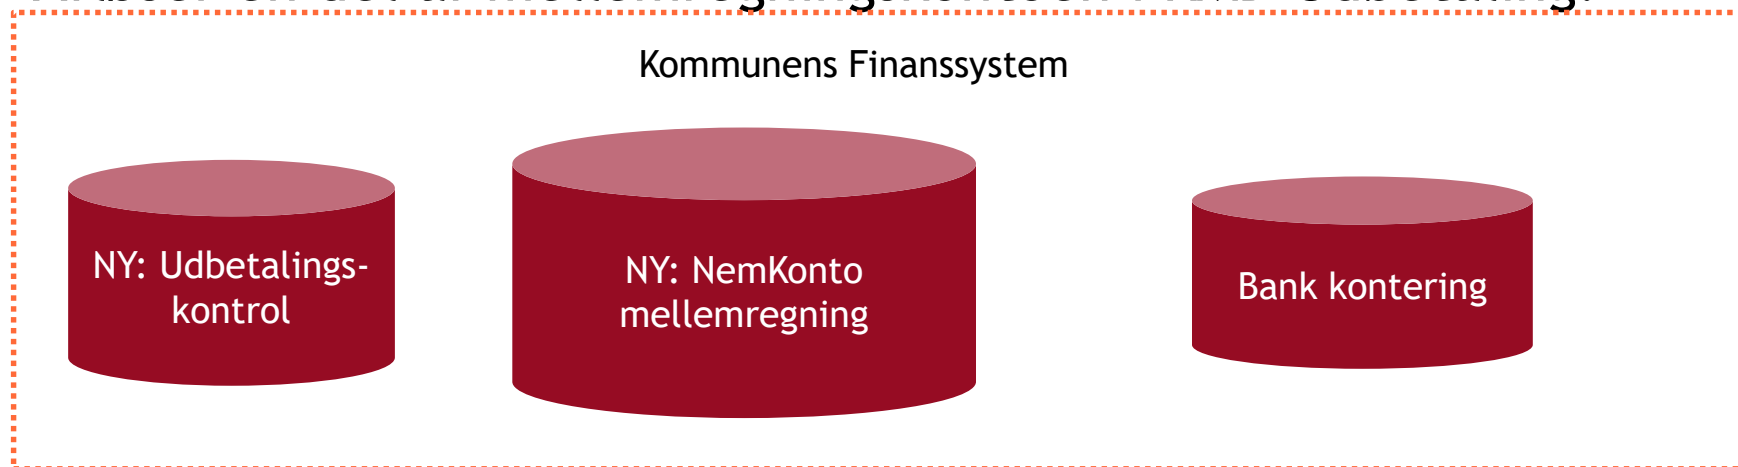 Kommunens Finanssystem
NY: Udbetalings-
kontrol
NY: NemKonto
mellemregning
Bank kontering